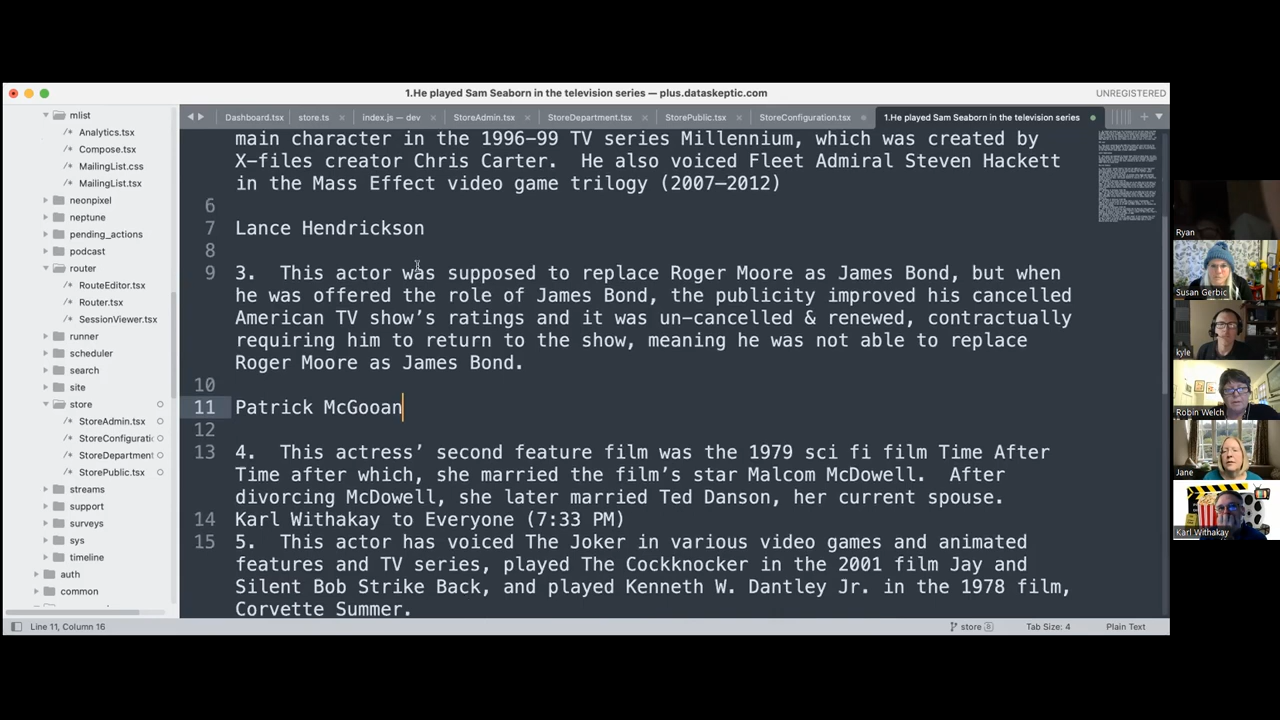 1.He played Sam Seaborn in the television series — plus.dataskeptic.com
UNREGISTERED
Dashboard.tsx
store.ts
index.js — dev
StoreAdmin.tsx
StoreDepartment.tsx
StorePublic.tsx
StoreConfiguration.tsx
1.He played Sam Seaborn in the television series
mlist
Analytics.tsx
Compose.tsx
MailingList.css
MailingList.tsx
neonpixel
neptune
pending_actions
podcast
router
RouteEditor.tsx
Router.tsx
SessionViewer.tsx
runner
scheduler
search
site
store
StoreAdmin.tsx
StoreConfigurati
StoreDepartment
StorePublic.tsx
streams
support
surveys
sys
timeline
auth
common
main character in the 1996–99 TV series Millennium, which was created by
X-files creator Chris Carter.  He also voiced Fleet Admiral Steven Hackett
in the Mass Effect video game trilogy (2007–2012)
6
7 Lance Hendrickson
8
9 3.  This actor was supposed to replace Roger Moore as James Bond, but when
he was offered the role of James Bond, the publicity improved his cancelled
American TV show’s ratings and it was un-cancelled & renewed, contractually
requiring him to return to the show, meaning he was not able to replace
Roger Moore as James Bond.
10
11 Patrick McGooan
12
13 4.  This actress’ second feature film was the 1979 sci fi film Time After
Time after which, she married the film’s star Malcom McDowell.  After
divorcing McDowell, she later married Ted Danson, her current spouse.
14 Karl Withakay to Everyone (7:33 PM)
15 5.  This actor has voiced The Joker in various video games and animated
features and TV series, played The Cockknocker in the 2001 film Jay and
Silent Bob Strike Back, and played Kenneth W. Dantley Jr. in the 1978 film,
Corvette Summer.
Line 11, Column 16
store
Tab Size: 4
Plain Text
Ryan
Susan Gerbic
kyle
Robin Welch
Jane
Karl Withakay